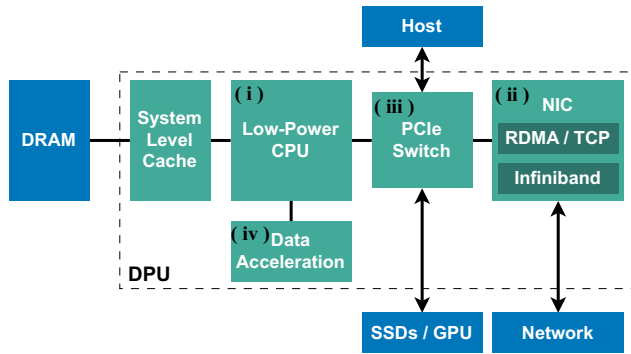 Host
DRAM
System
Level
Cache
( i )
Low-Power
CPU
( iii )
PCIe
Switch
( ii )
NIC
RDMA / TCP
Infiniband
( iv )
Data
Acceleration
DPU
SSDs / GPU
Network